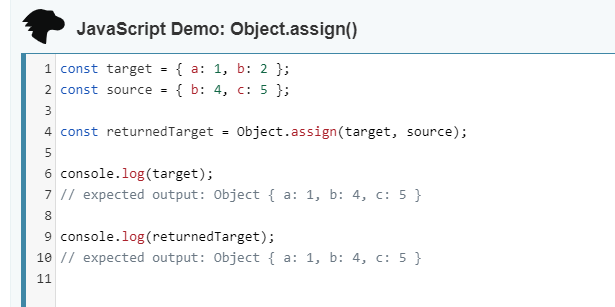 JavaScript Demo: Object.assign()
1 const target = { a: 1, b: 2 };
2 const source = { b: 4, c: 5 };
3
4 const returnedTarget = Object.assign(target, source);
5
6 console.log(target);
7 // expected output: Object { a: 1, b: 4, c: 5 }
8
9 console.log(returnedTarget);
10 // expected output: Object { a: 1, b: 4, c: 5 }
11